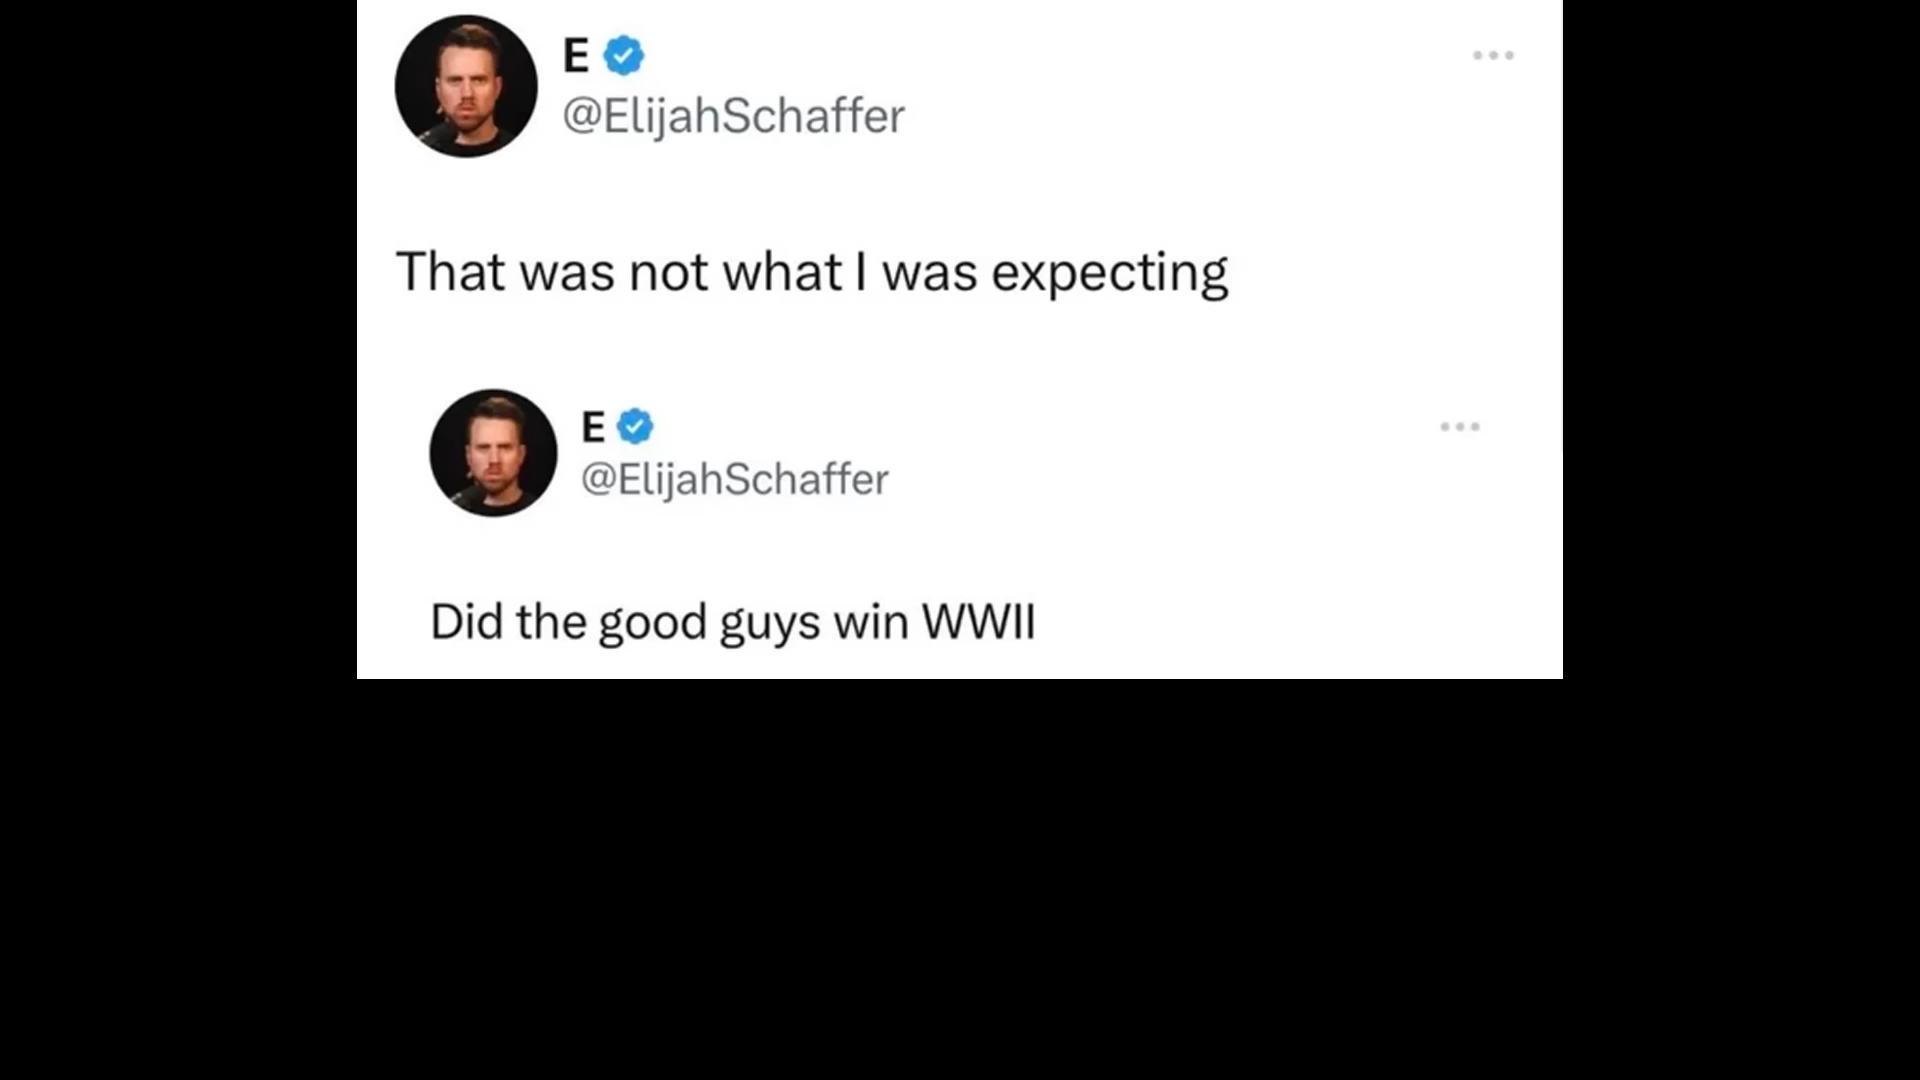 E
@ElijahSchaffer
That was not what I was expecting
E
@ElijahSchaffer
Did the good guys win WWII